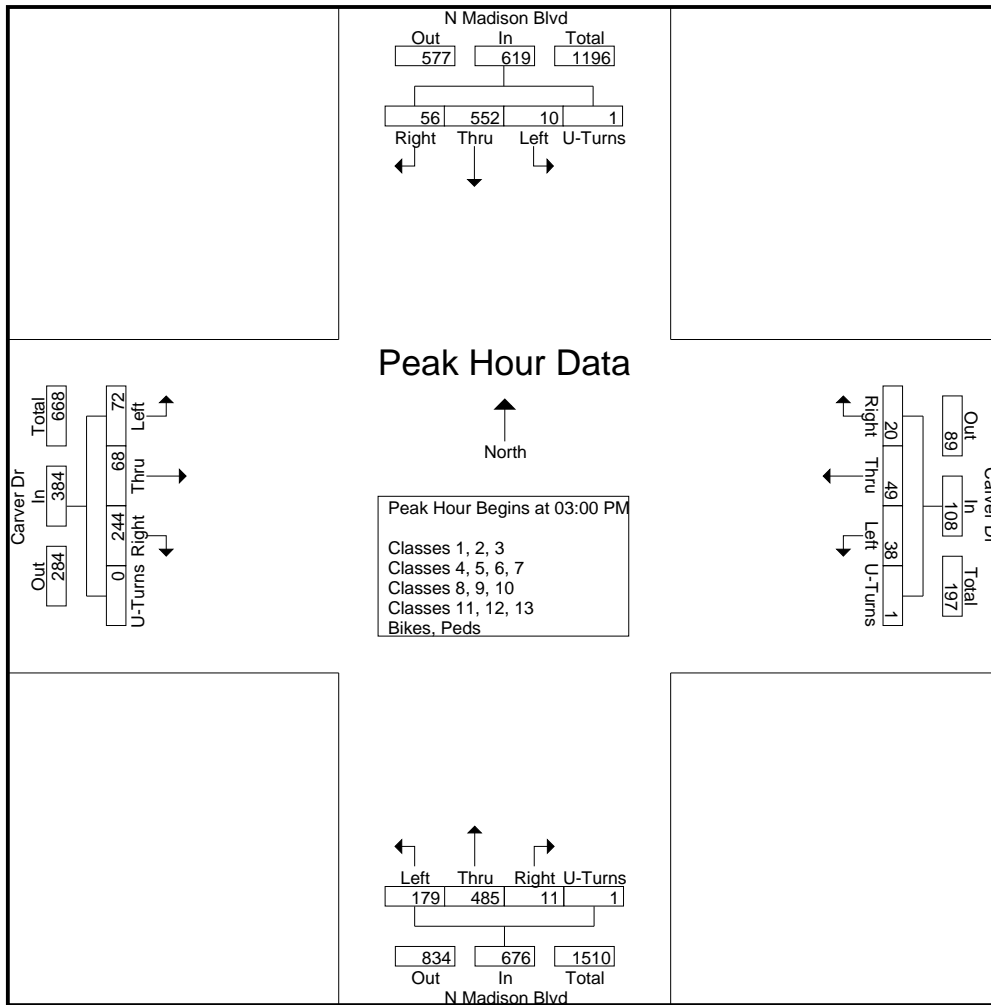 N Madison Blvd
Out In Total
577 619 1196
56 552 10 1
Right Thru Left U-Turns
Peak Hour Data
North
Peak Hour Begins at 03:00 PM
Classes 1, 2, 3
Classes 4, 5, 6, 7
Classes 8, 9, 10
Classes 11, 12, 13
Bikes, Peds
Carver Dr
Out In Total
284 384 668
0 244 68 72
U-Turns Right Thru Left
Carver Dr
Out In Total
89 108 197
20 49 38 1
Right Thru Left U-Turns
Left Thru Right U-Turns
179 485 11 1
834 676 1510
Out In Total
N Madison Blvd